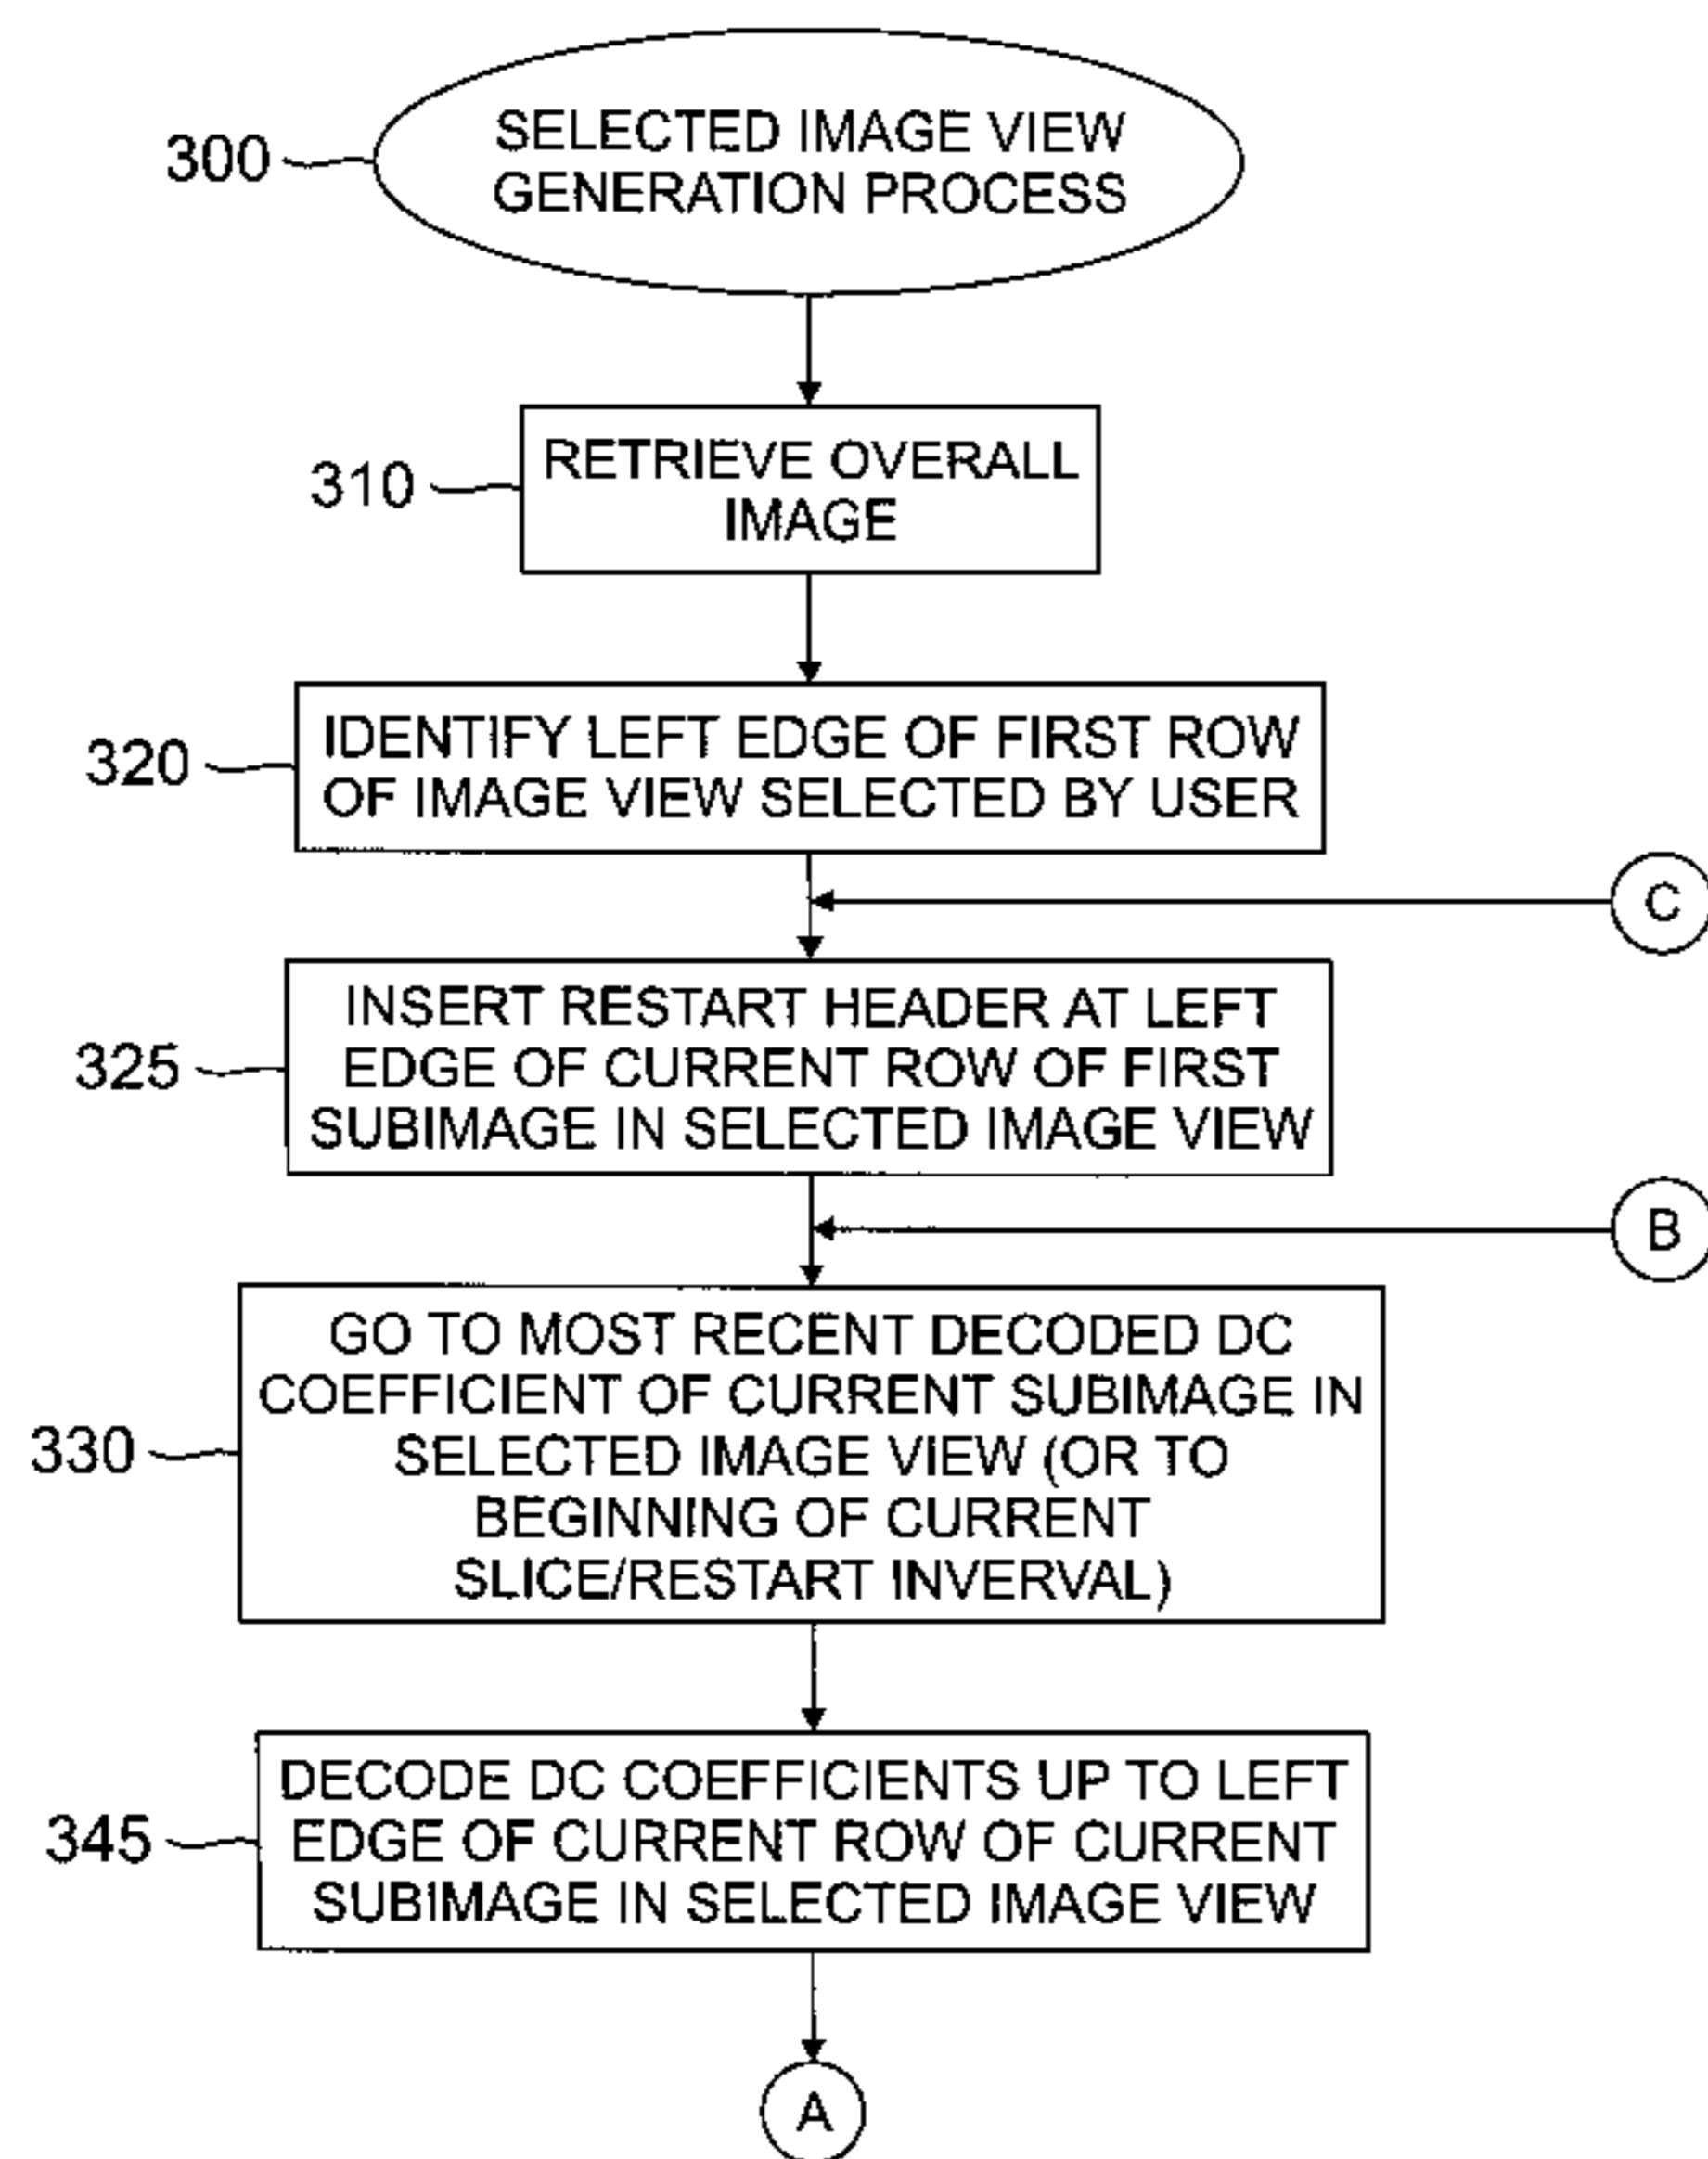 300
SELECTED IMAGE VIEW
GENERATION PROCESS
310
RETRIEVE OVERALL
IMAGE
320
IDENTIFY LEFT EDGE OF FIRST ROW
OF IMAGE VIEW SELECTED BY USER
C
325
INSERT RESTART HEADER AT LEFT
EDGE OF CURRENT ROW OF FIRST
SUBIMAGE IN SELECTED IMAGE VIEW
B
330
GO TO MOST RECENT DECODED DC
COEFFICIENT OF CURRENT SUBIMAGE IN
SELECTED IMAGE VIEW (OR TO
BEGINNING OF CURRENT
SLICE/RESTART INVERVAL)
345
DECODE DC COEFFICIENTS UP TO LEFT
EDGE OF CURRENT ROW OF CURRENT
SUBIMAGE IN SELECTED IMAGE VIEW
A